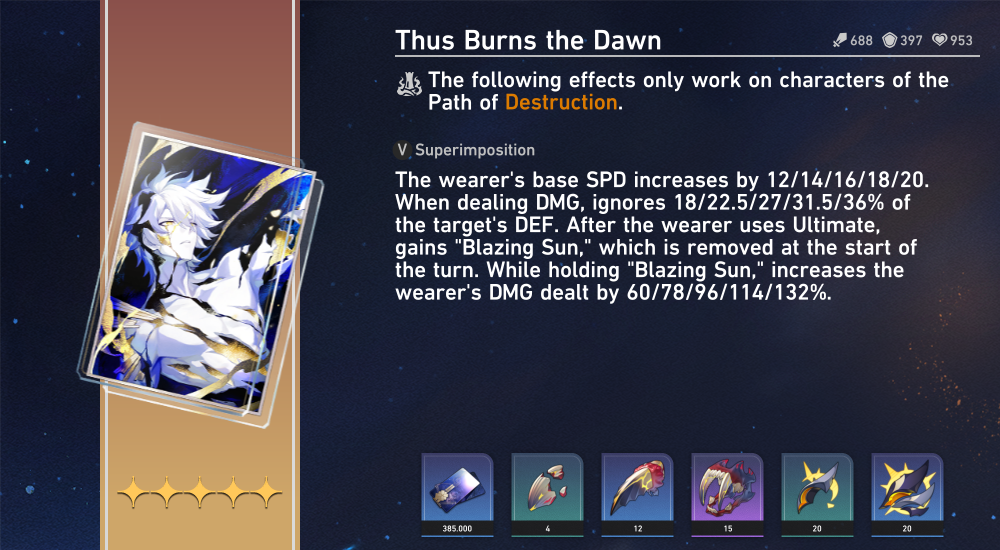 Thus Burns the Dawn
688 397 953
The following effects only work on characters of the
Path of Destruction.
V Superimposition
The wearer's base SPD increases by 12/14/16/18/20.
When dealing DMG, ignores 18/22.5/27/31.5/36% of
the target's DEF. After the wearer uses Ultimate,
gains "Blazing Sun," which is removed at the start of
the turn. While holding "Blazing Sun," increases the
wearer's DMG dealt by 60/78/96/114/132%.
385.000 4 12 15 20 20